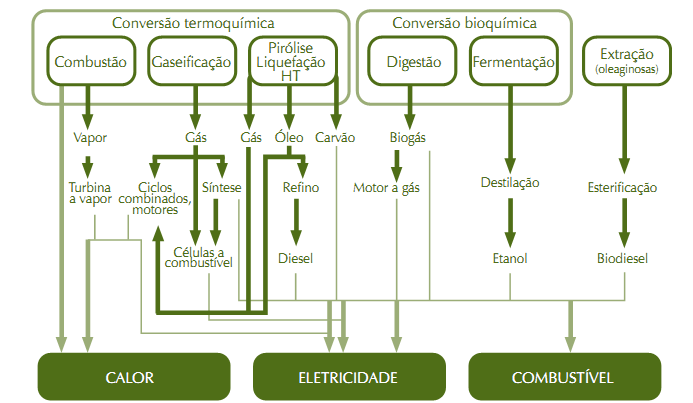 Conversão termoquímica
Conversão bioquímica
Combustão
Gaseificação
Pirólise
Liquefação
HT
Digestão
Fermentação
Extração
(oleaginosas)
Vapor
Gás
Gás
Óleo
Carvão
Biogás
Turbina
a vapor
Ciclos
combinados,
motores
Síntese
Refino
Motor a gás
Destilação
Esterificação
Células a
combustível
Diesel
Etanol
Biodiesel
CALOR
ELETRICIDADE
COMBUSTÍVEL